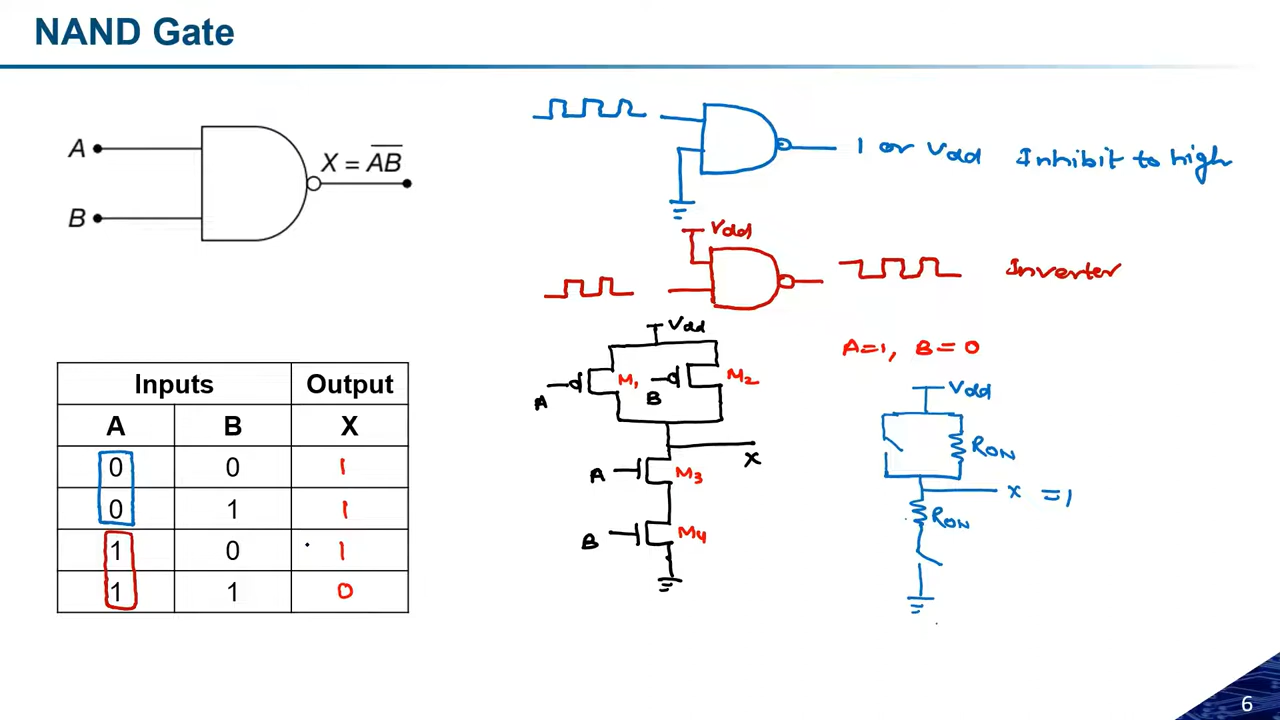 NAND Gate
A
B
X = \overline{AB}
1 or Vdd Inhibit to high
Vdd
Inverter
Vdd
A M1 B M2
X
A M3
B M4
A=1, B=0
Vdd
RON
X =1
RON
Inputs Output
A B X
0 0 1
0 1 1
1 0 1
1 1 0
6